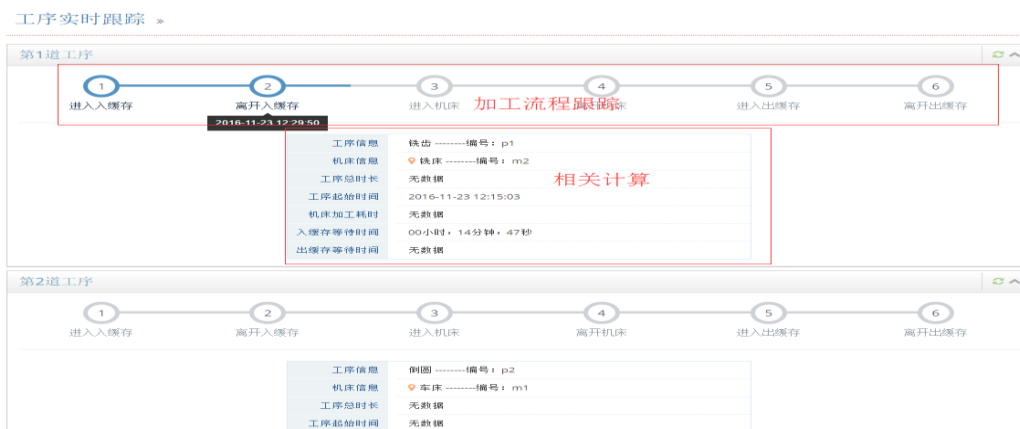 工序实时跟踪 »
第1道工序
1 2 3 4 5 6
进入入缓存 离开入缓存 进入机床 加工流程跟踪 离开机床 进入出缓存 离开出缓存
2016-11-23 12:29:50
工序信息 铣齿 --------编号：p1
机床信息 铣床 --------编号：m2
工序总时长 无数据 相关计算
工序起始时间 2016-11-23 12:15:03
机床加工耗时 无数据
入缓存等待时间 00小时，14分钟，47秒
出缓存等待时间 无数据
第2道工序
1 2 3 4 5 6
进入入缓存 离开入缓存 进入机床 离开机床 进入出缓存 离开出缓存
工序信息 倒圆 --------编号：p2
机床信息 车床 --------编号：m1
工序总时长 无数据
工序起始时间 无数据